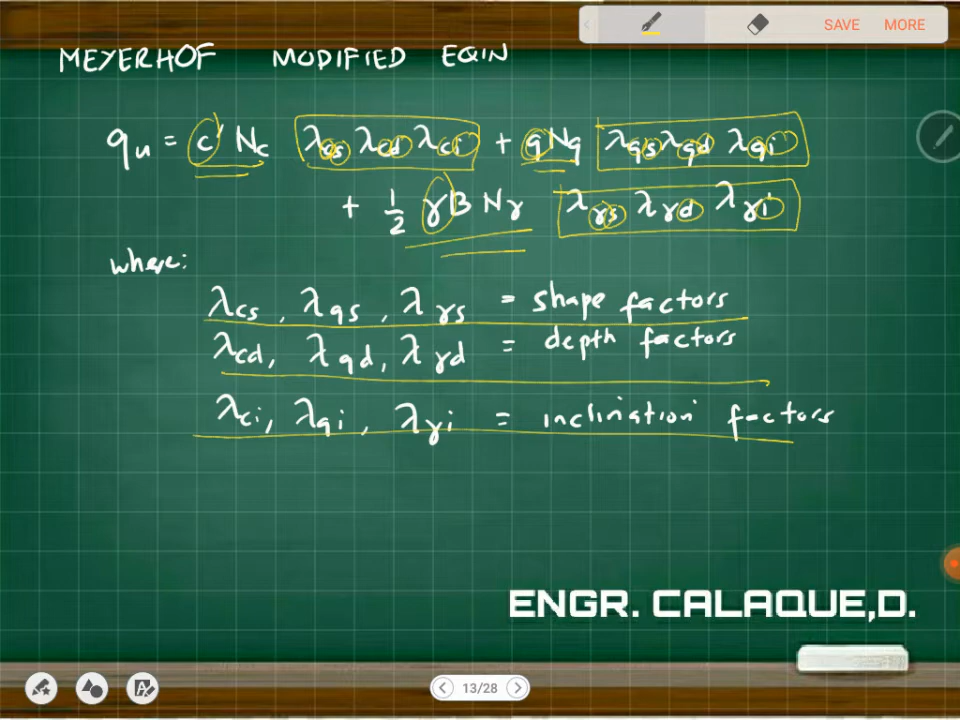 SAVE MORE
MEYERHOF MODIFIED EQ'N
qu = c' Nc λcs λcd λci + qNq λqs λqd λqi
+ 1/2 γB Nγ λγs λγd λγi
where:
λcs, λqs, λγs = shape factors
λcd, λqd, λγd = depth factors
λci, λqi, λγi = inclination factors
ENGR. CALAQUE,D.
13/28